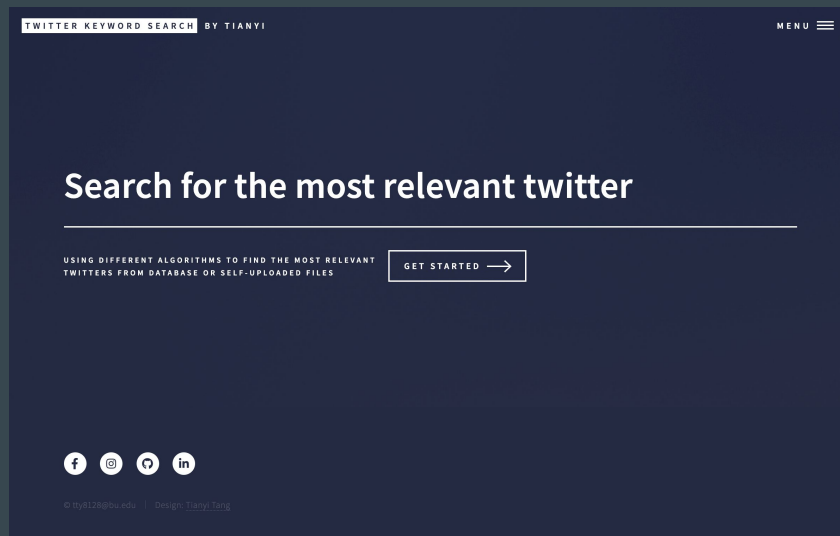 TWITTER KEYWORD SEARCH BY TIANYI
MENU
Search for the most relevant twitter
USING DIFFERENT ALGORITHMS TO FIND THE MOST RELEVANT
TWITTERS FROM DATABASE OR SELF-UPLOADED FILES
GET STARTED
© tty8128@bu.edu | Design: Tianyi Tang